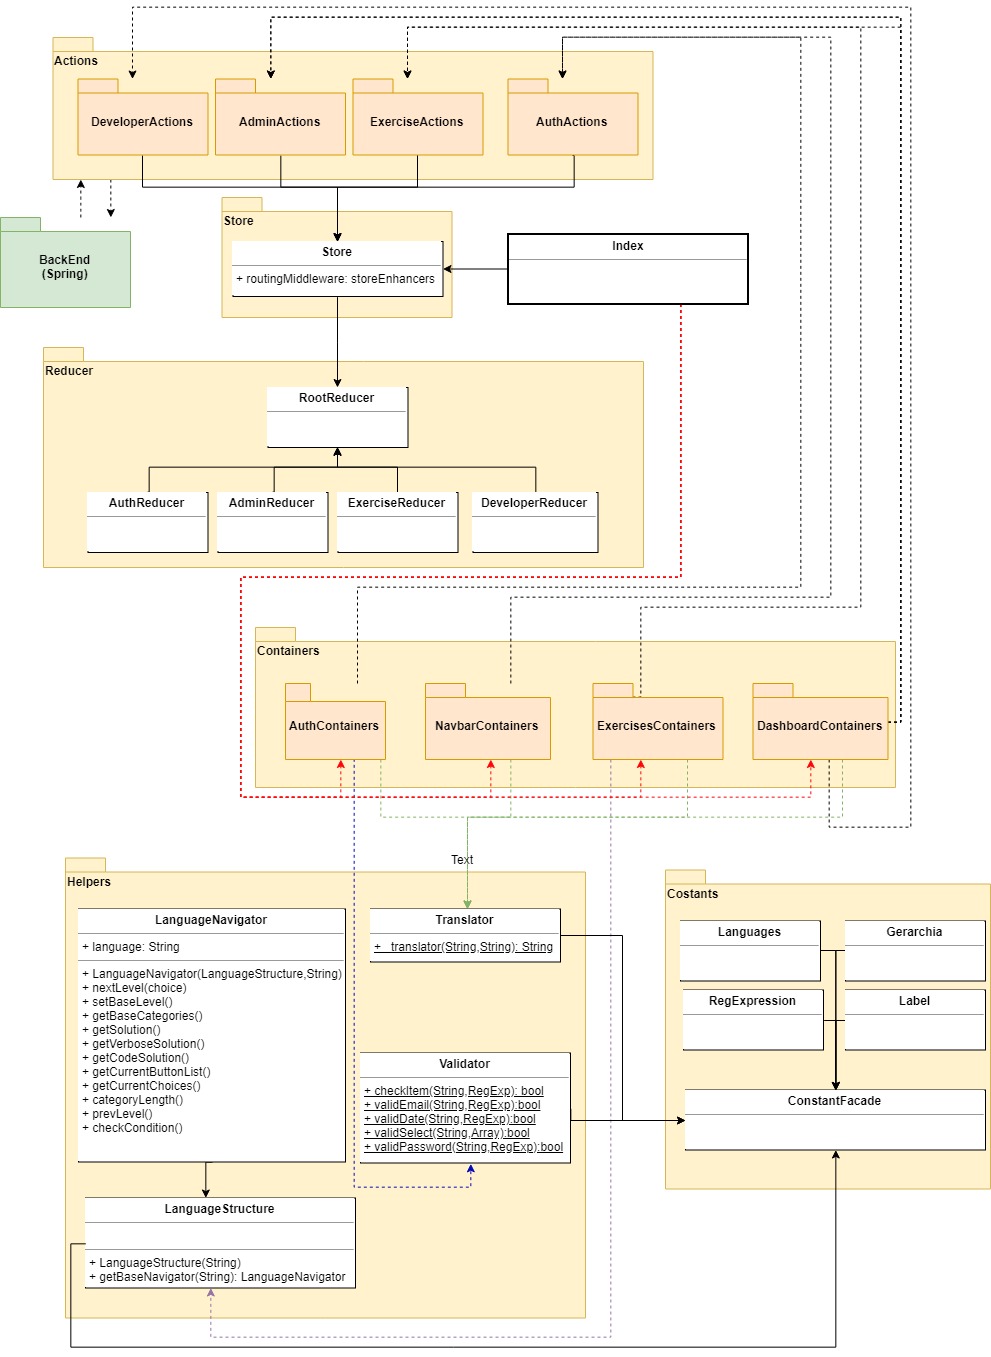 Actions
DeveloperActions
AdminActions
ExerciseActions
AuthActions
Store
BackEnd
(Spring)
Store
+ routingMiddleware: storeEnhancers
Index
Reducer
RootReducer
AuthReducer
AdminReducer
ExerciseReducer
DeveloperReducer
Containers
AuthContainers
NavbarContainers
ExercisesContainers
DashboardContainers
Text
Helpers
LanguageNavigator
+ language: String
+ LanguageNavigator(LanguageStructure,String)
+ nextLevel(choice)
+ setBaseLevel()
+ getBaseCategories()
+ getSolution()
+ getVerboseSolution()
+ getCodeSolution()
+ getCurrentButtonList()
+ getCurrentChoices()
+ categoryLength()
+ prevLevel()
+ checkCondition()
Translator
+ translator(String,String): String
Validator
+ checkItem(String,RegExp): bool
+ validEmail(String,RegExp):bool
+ validDate(String,RegExp):bool
+ validSelect(String,Array):bool
+ validPassword(String,RegExp):bool
LanguageStructure
+ LanguageStructure(String)
+ getBaseNavigator(String): LanguageNavigator
Costants
Languages
Gerarchia
RegExpression
Label
ConstantFacade